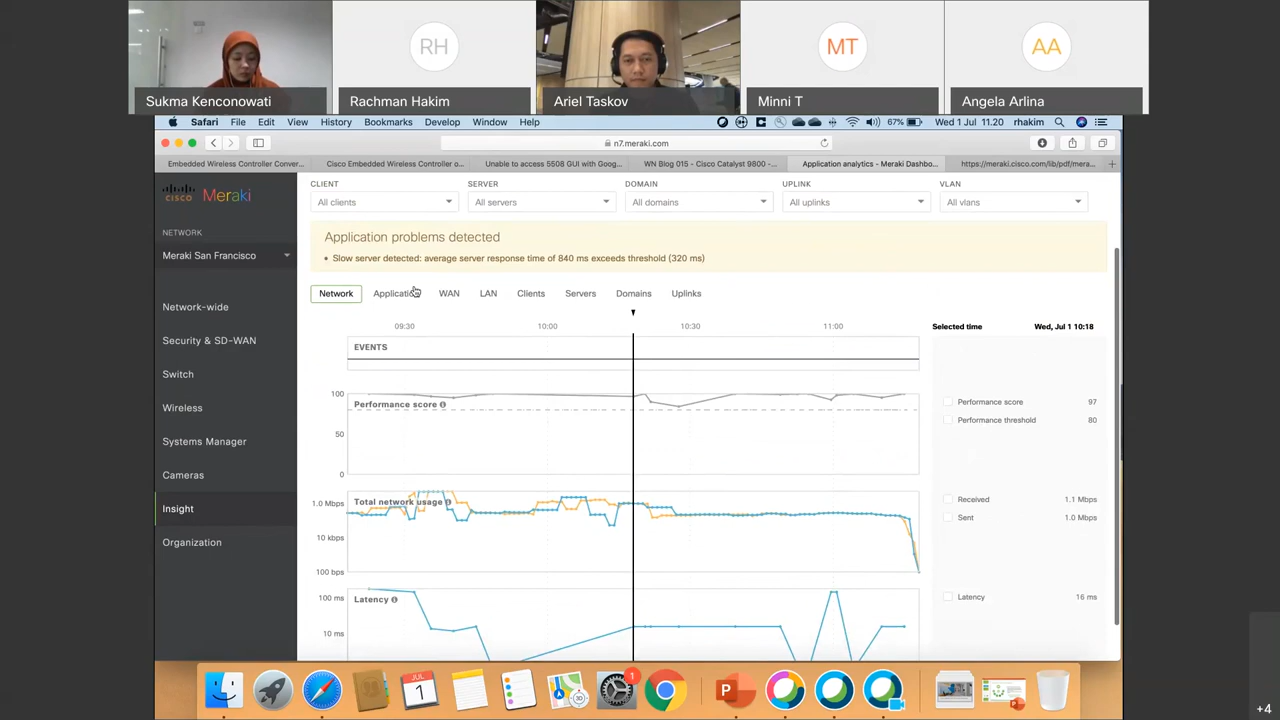 RH
MT
AA
Sukma Kenconowati
Rachman Hakim
Ariel Taskov
Minni T
Angela Arlina
Safari File Edit View History Bookmarks Develop Window Help
67% Wed 1 Jul 11.20 rhakim
n7.meraki.com
Embedded Wireless Controller Conver...
Cisco Embedded Wireless Controller o...
Unable to access 5508 GUI with Goog...
WN Blog 015 - Cisco Catalyst 9800 -...
Application analytics - Meraki Dashbo...
https://meraki.cisco.com/lib/pdf/mera...
CISCO Meraki
NETWORK
Meraki San Francisco
Network-wide
Security & SD-WAN
Switch
Wireless
Systems Manager
Cameras
Insight
Organization
CLIENT SERVER DOMAIN UPLINK VLAN
All clients All servers All domains All uplinks All vlans
Application problems detected
• Slow server detected: average server response time of 840 ms exceeds threshold (320 ms)
Network Application WAN LAN Clients Servers Domains Uplinks
09:30 10:00 10:30 11:00
Selected time Wed, Jul 1 10:18
EVENTS
100
Performance score
50
0
Performance score 97
Performance threshold 80
1.0 Mbps
Total network usage
10 kbps
100 bps
Received 1.1 Mbps
Sent 1.0 Mbps
100 ms
Latency
10 ms
Latency 16 ms
JUL
1
1
+4